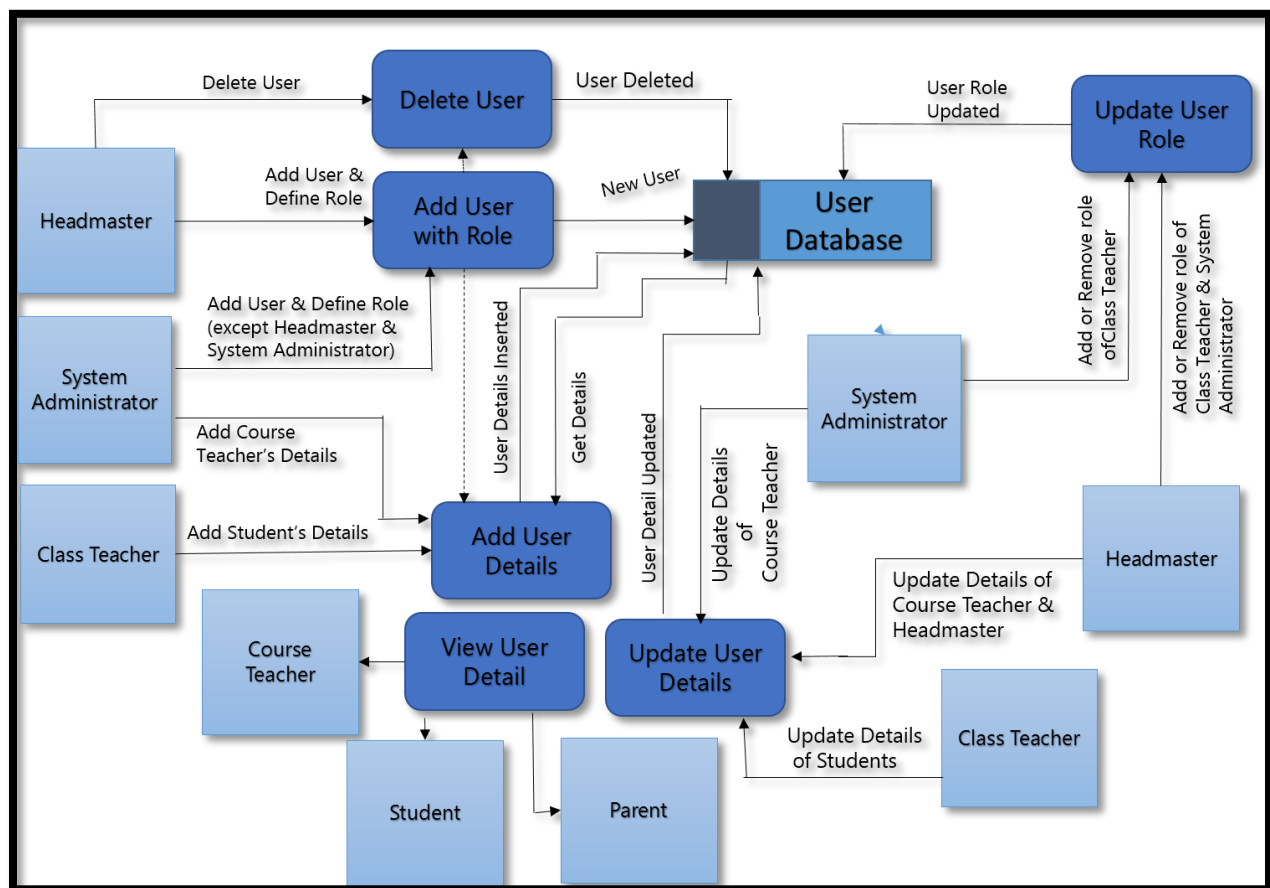 Delete User
Delete User
User Deleted
User Role
Updated
Update User
Role
Headmaster
Add User &
Define Role
Add User
with Role
New User
User
Database
Add or Remove role
ofClass Teacher
Add or Remove role of
Class Teacher & System
Administrator
System
Administrator
Add User & Define Role
(except Headmaster &
System Administrator)
Add Course
Teacher's Details
User Details Inserted
Get Details
User Detail Updated
Update Details
of
Course Teacher
System
Administrator
Class Teacher
Add Student's Details
Add User
Details
Headmaster
Update Details of
Course Teacher &
Headmaster
Course
Teacher
View User
Detail
Update User
Details
Update Details
of Students
Class Teacher
Student
Parent